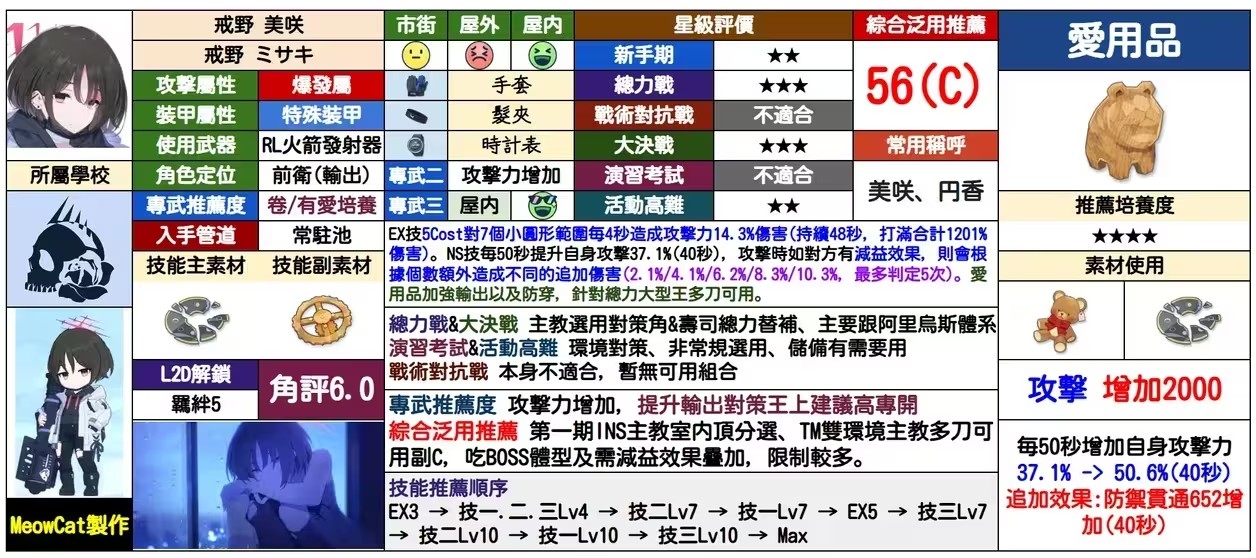 戒野 美咲
戒野 ミサキ
攻擊屬性 爆發屬
裝甲屬性 特殊裝甲
使用武器 RL火箭發射器
角色定位 前衛(輸出)
專武推薦度 卷/有愛培養
入手管道 常駐池
技能主素材 技能副素材
L2D解鎖
羈絆5
角評6.0
所屬學校
MeowCat製作
市街 屋外 屋内
手套
髮夾
時計表
專武二 攻擊力增加
專武三 屋内
星級評價
新手期 ★★
總力戰 ★★★
戰術對抗戰 不適合
大決戰 ★★★
演習考試 不適合
活動高難 ★★
綜合泛用推薦
56(C)
常用稱呼
美咲、円香
EX技5Cost對7個小圓形範圍每4秒造成攻擊力14.3%傷害(持續48秒, 打滿合計1201%
傷害)。NS技每50秒提升自身攻擊37.1%(40秒), 攻擊時如對方有減益效果, 則會根
據個數額外造成不同的追加傷害(2.1%/4.1%/6.2%/8.3%/10.3%, 最多判定5次)。愛
用品加強輸出以及防穿, 針對總力大型王多刀可用。
總力戰&大決戰 主教選用對策角&壽司總力替補、主要跟阿里烏斯體系
演習考試&活動高難 環境對策、非常規選用、儲備有需要用
戰術對抗戰 本身不適合, 暫無可用組合
專武推薦度 攻擊力增加, 提升輸出對策王上建議高專開
綜合泛用推薦 第一期INS主教室內頂分選、TM雙環境主教多刀可
用副C, 吃BOSS體型及需減益效果疊加, 限制較多。
技能推薦順序
EX3 → 技一.二.三Lv4 → 技二Lv7 → 技一Lv7 → EX5 → 技三Lv7
→ 技二Lv10 → 技一Lv10 → 技三Lv10 → Max
愛用品
推薦培養度
★★★★
素材使用
攻擊 增加2000
每50秒增加自身攻擊力
37.1% -> 50.6%(40秒)
追加效果:防禦貫通652增
加(40秒)